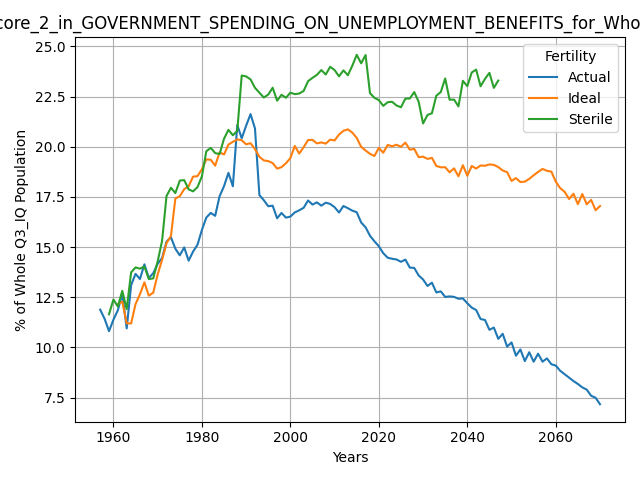 core_2_in_GOVERNMENT_SPENDING_ON_UNEMPLOYMENT_BENEFITS_for_Who
25.0
22.5
20.0
17.5
15.0
12.5
10.0
7.5
% of Whole Q3_IQ Population
Fertility
Actual
Ideal
Sterile
1960
1980
2000
2020
2040
2060
Years